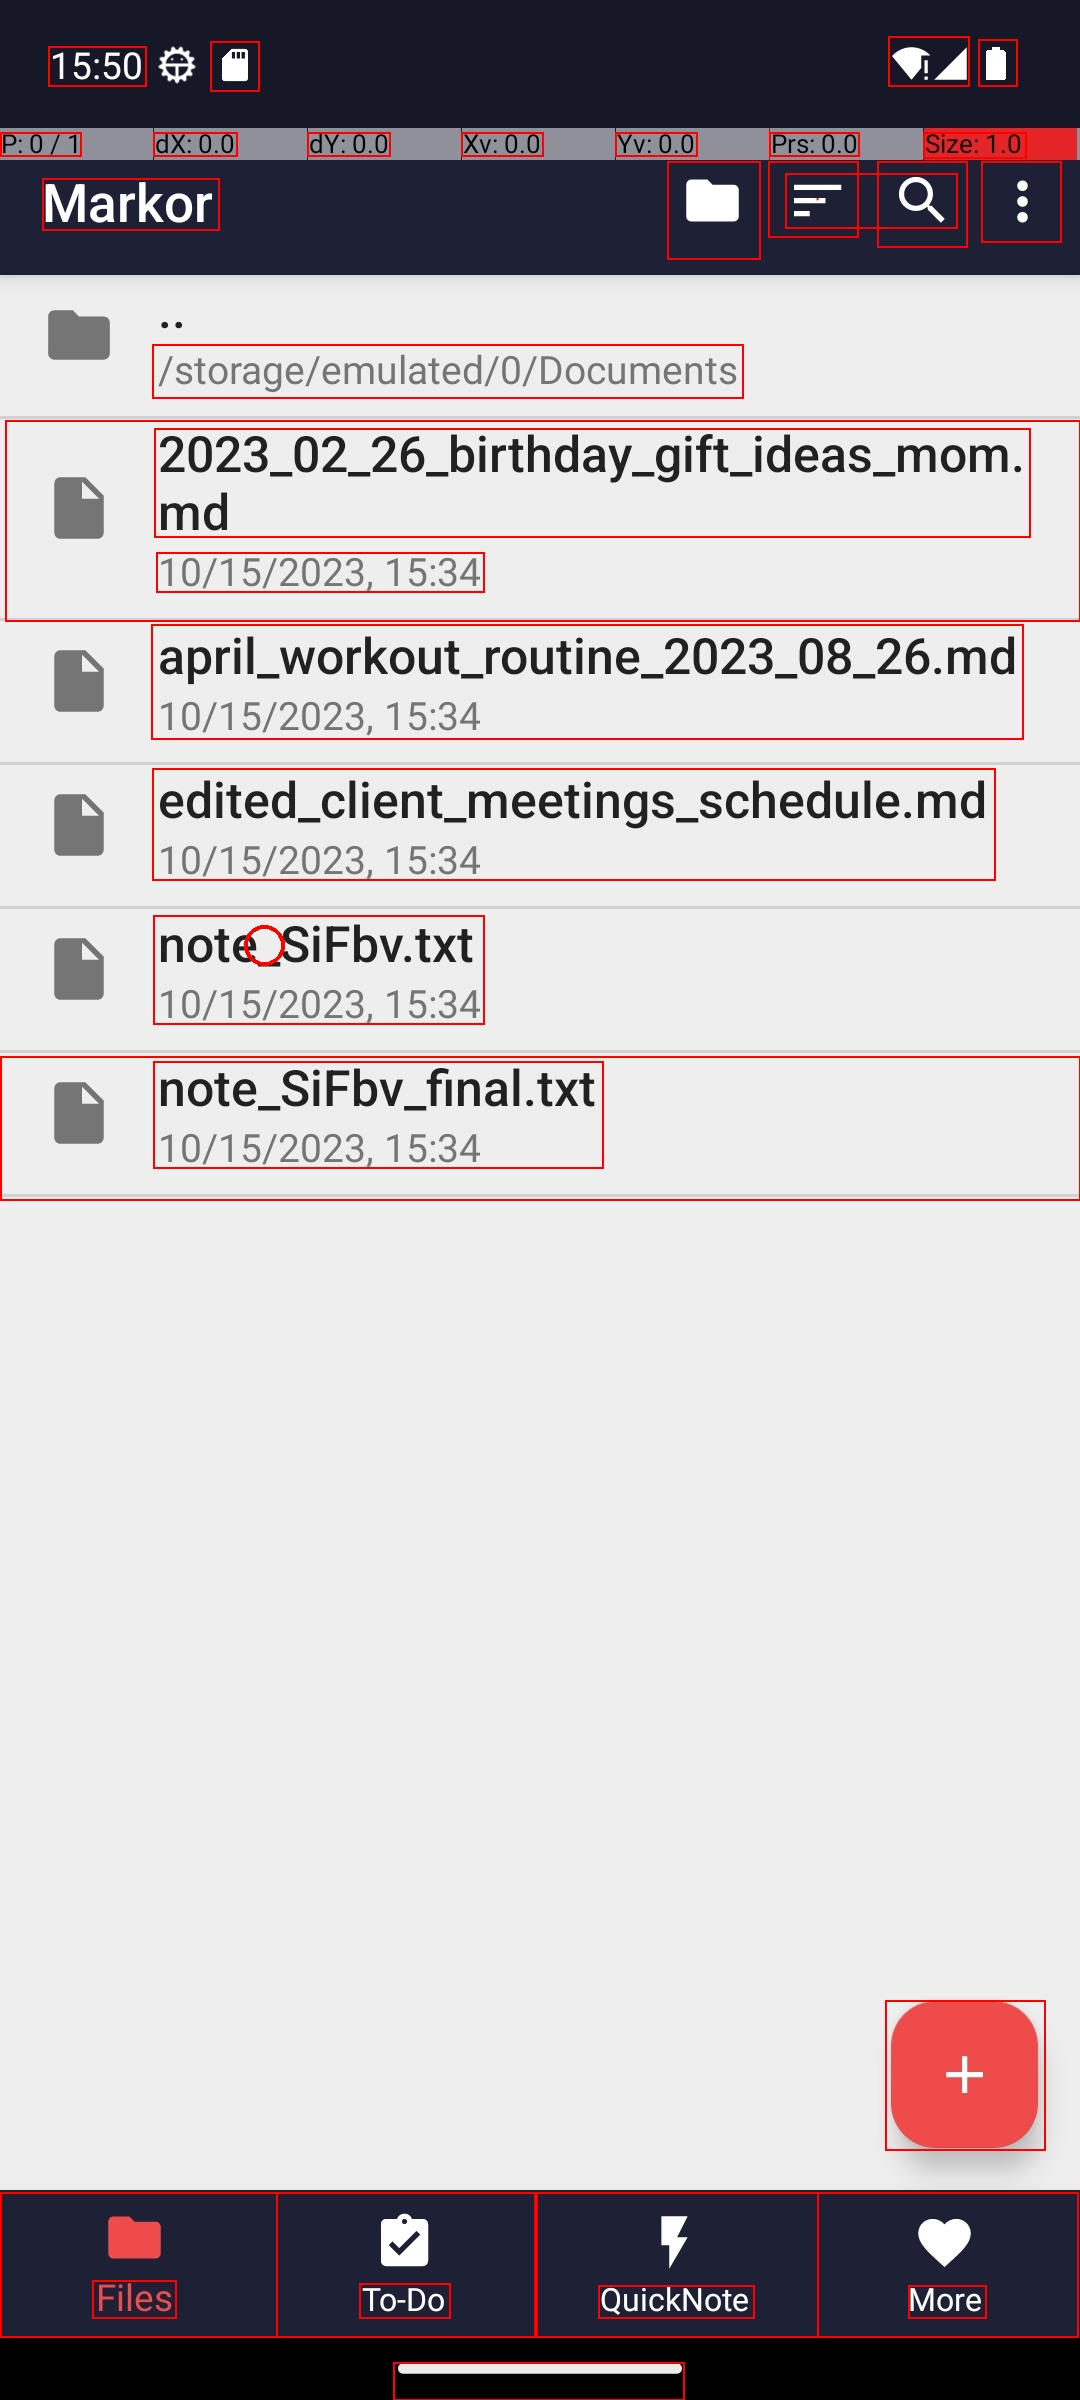 15:50
P: 0 / 1 dX: 0.0 dY: 0.0 Xv: 0.0 Yv: 0.0 Prs: 0.0 Size: 1.0
Markor
..
/storage/emulated/0/Documents
2023_02_26_birthday_gift_ideas_mom.
md
10/15/2023, 15:34
april_workout_routine_2023_08_26.md
10/15/2023, 15:34
edited_client_meetings_schedule.md
10/15/2023, 15:34
note_SiFbv.txt
10/15/2023, 15:34
note_SiFbv_final.txt
10/15/2023, 15:34
Files To-Do QuickNote More